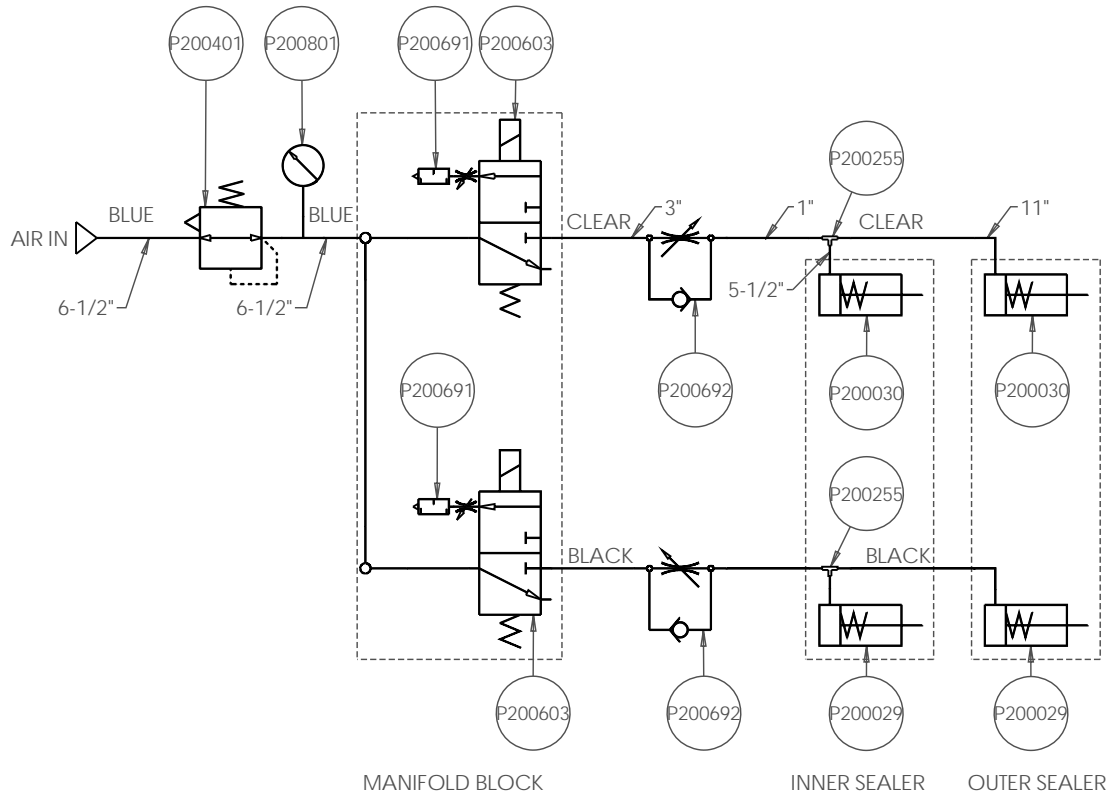 P200401
P200801
P200691
P200603
P200255
BLUE
BLUE
CLEAR
3"
1"
CLEAR
11"
AIR IN
6-1/2"
6-1/2"
5-1/2"
P200691
P200692
P200030
P200030
P200255
BLACK
BLACK
P200603
P200692
P200029
P200029
MANIFOLD BLOCK
INNER SEALER
OUTER SEALER